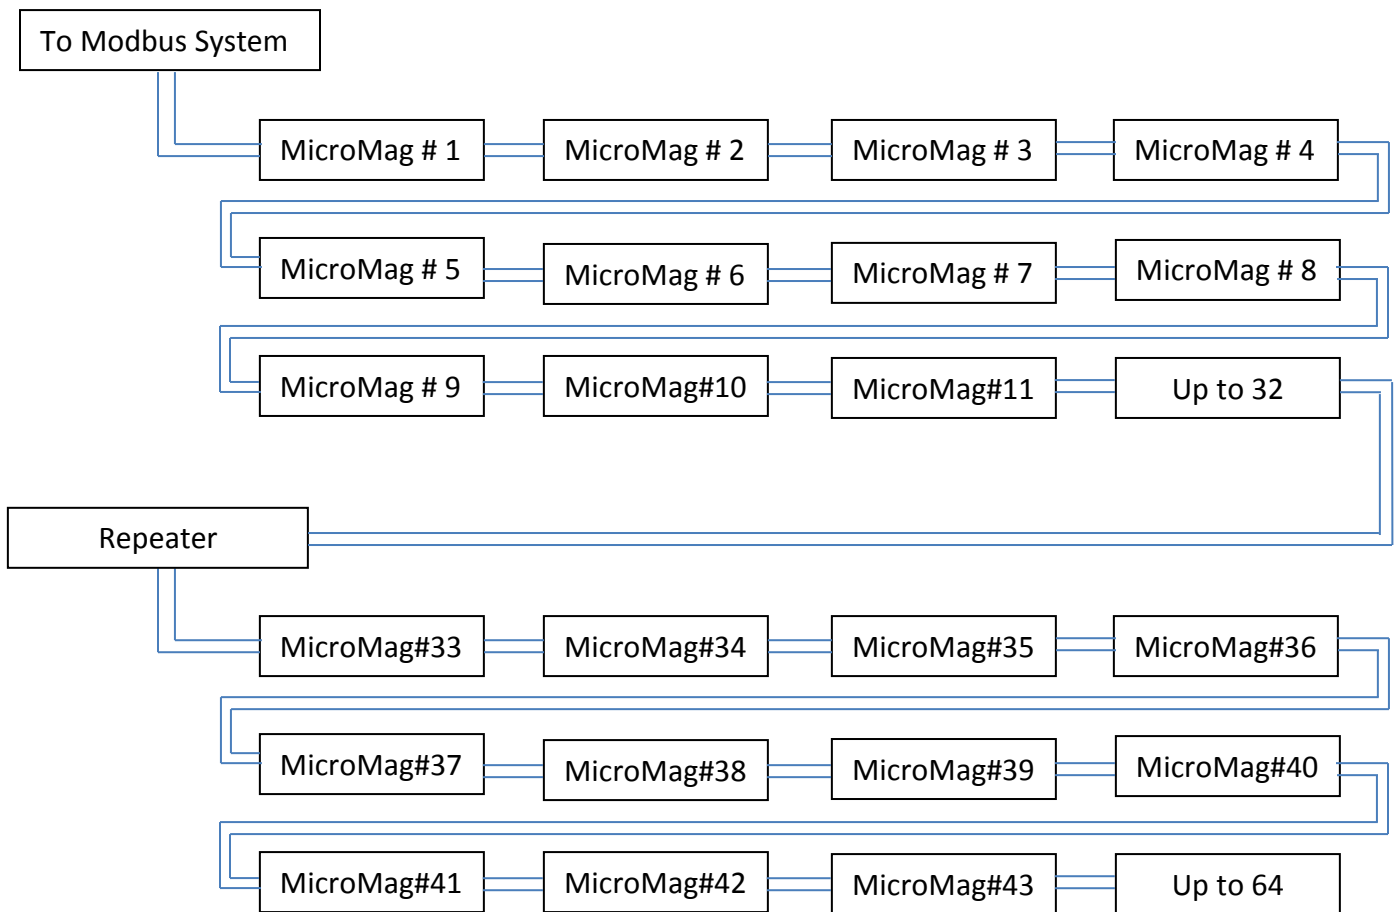 To Modbus System
MicroMag # 1
MicroMag # 2
MicroMag # 3
MicroMag # 4
MicroMag # 5
MicroMag # 6
MicroMag # 7
MicroMag # 8
MicroMag # 9
MicroMag#10
MicroMag#11
Up to 32
Repeater
MicroMag#33
MicroMag#34
MicroMag#35
MicroMag#36
MicroMag#37
MicroMag#38
MicroMag#39
MicroMag#40
MicroMag#41
MicroMag#42
MicroMag#43
Up to 64